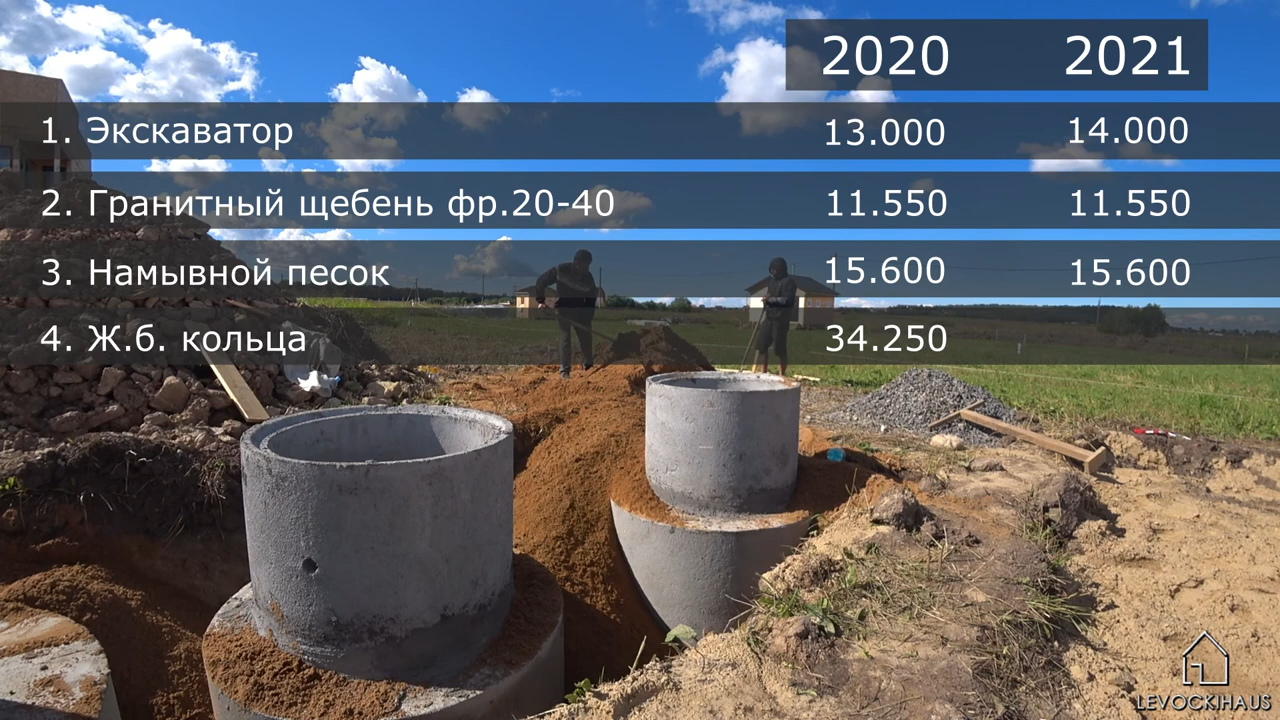 2020 2021
1. Экскаватор 13.000 14.000
2. Гранитный щебень фр.20-40 11.550 11.550
3. Намывной песок 15.600 15.600
4. Ж.б. кольца 34.250
LEVOCKIHAUS